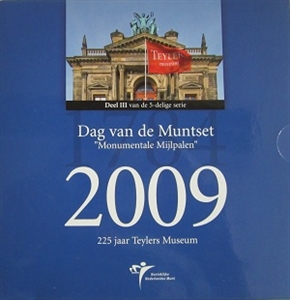 TEYLERS
museum
Deel III van de 5-delige serie
1784
Dag van de Muntset
"Monumentale Mijlpalen"
2009
225 jaar Teylers Museum
Koninklijke
Nederlandse Munt